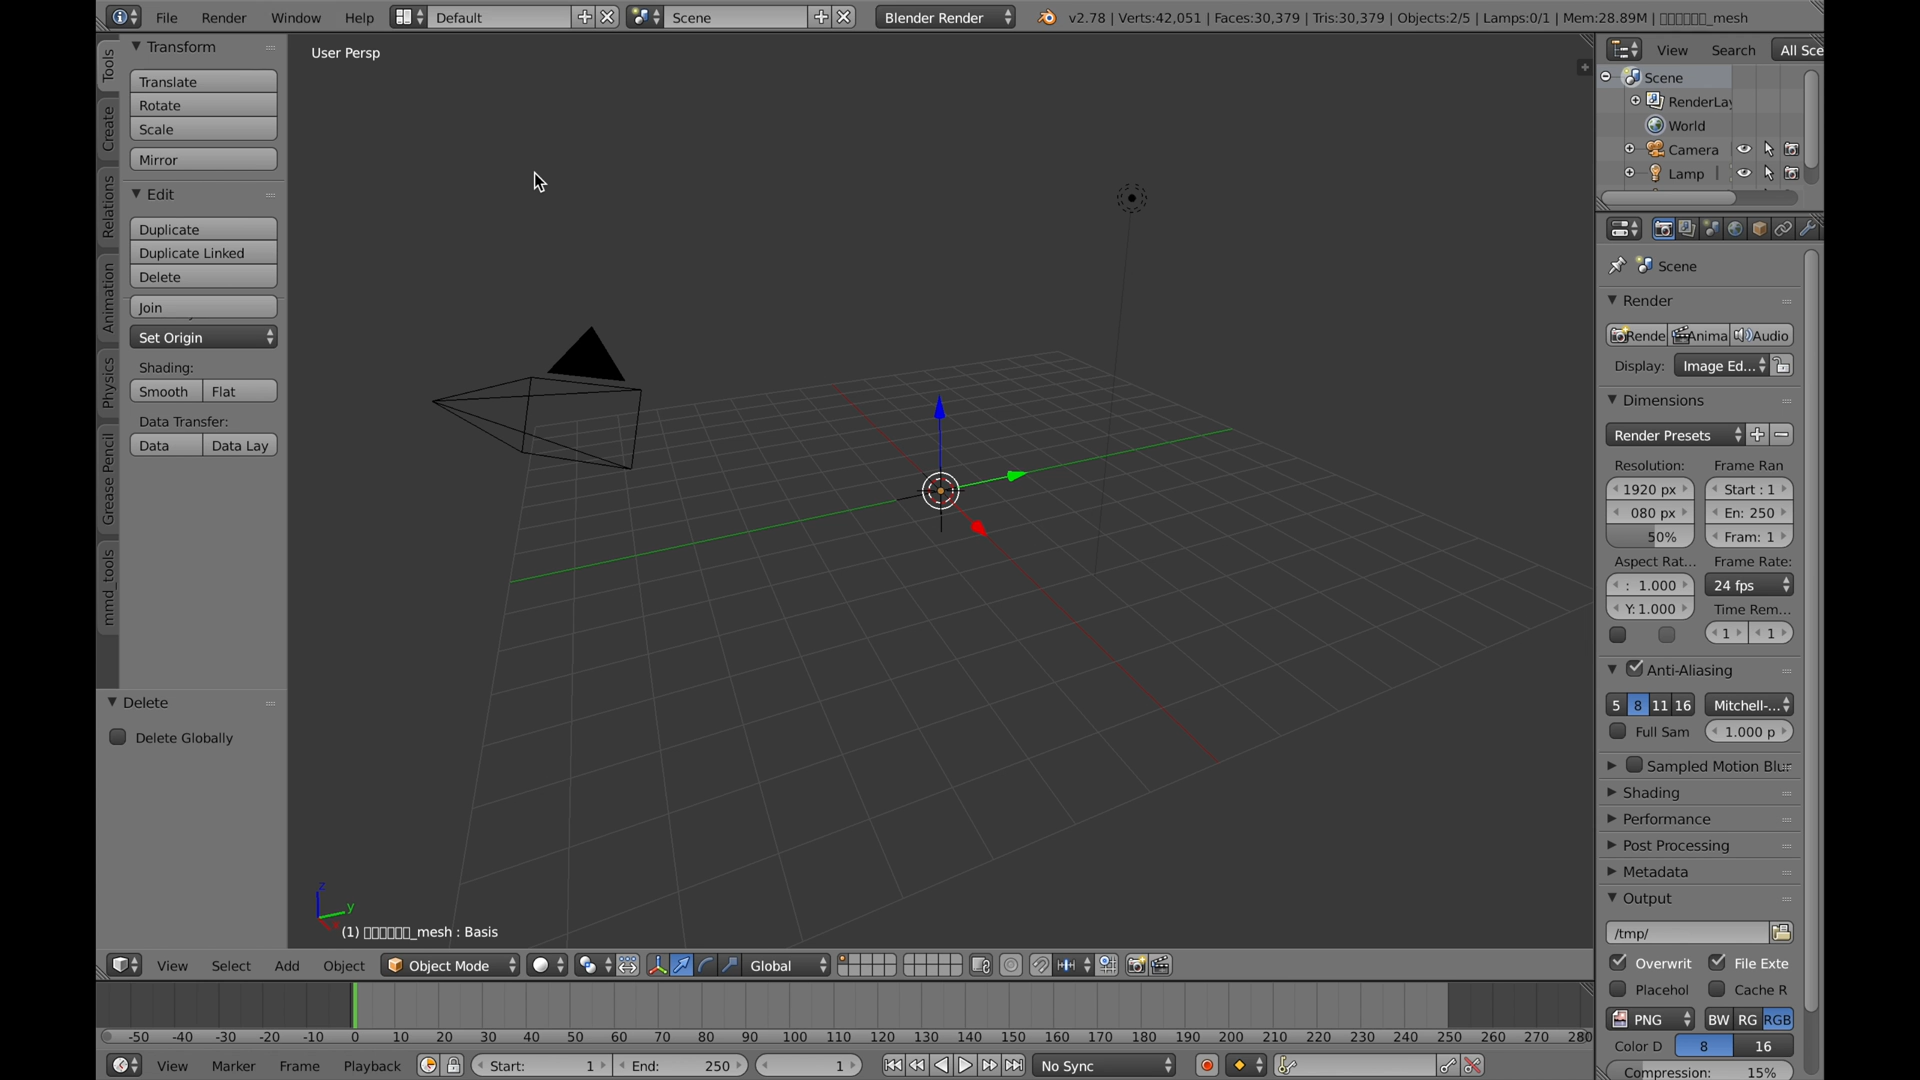 File Render Window Help Default Scene Blender Render v2.78 | Verts:42,051 | Faces:30,379 | Tris:30,379 | Objects:2/5 | Lamps:0/1 | Mem:28.89M | _mesh
Tools
Create
Relations
Animation
Physics
Grease Pencil
mmd_tools
Transform
Translate
Rotate
Scale
Mirror
Edit
Duplicate
Duplicate Linked
Delete
Join
Set Origin
Shading:
Smooth Flat
Data Transfer:
Data Data Lay
Delete
Delete Globally
User Persp
z
y
(1) _mesh : Basis
View Select Add Object Object Mode Global
-50 -40 -30 -20 -10 0 10 20 30 40 50 60 70 80 90 100 110 120 130 140 150 160 170 180 190 200 210 220 230 240 250 260 270 280
View Marker Frame Playback Start: 1 End: 250 1 No Sync
View Search All Sce
Scene
RenderLay
World
Camera
Lamp
Scene
Render
Rende Anima Audio
Display: Image Ed...
Dimensions
Render Presets
Resolution: Frame Ran
1920 px Start : 1
080 px En: 250
50% Fram: 1
Aspect Rat... Frame Rate:
: 1.000 24 fps
Y: 1.000 Time Rem...
1 1
Anti-Aliasing
5 8 11 16 Mitchell-...
Full Sam 1.000 p
Sampled Motion Blu
Shading
Performance
Post Processing
Metadata
Output
/tmp/
Overwrit File Exte
Placehol Cache R
PNG BW RG RGB
Color D 8 16
Compression: 15%